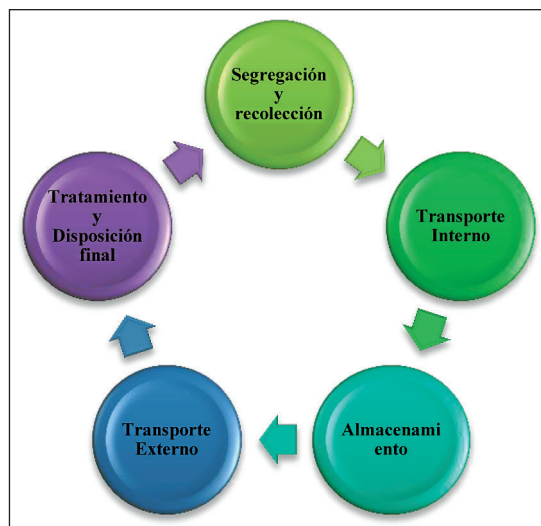 Segregación
y
recolección
Transporte
Interno
Almacenami
ento
Transporte
Externo
Tratamiento
y
Disposición
final